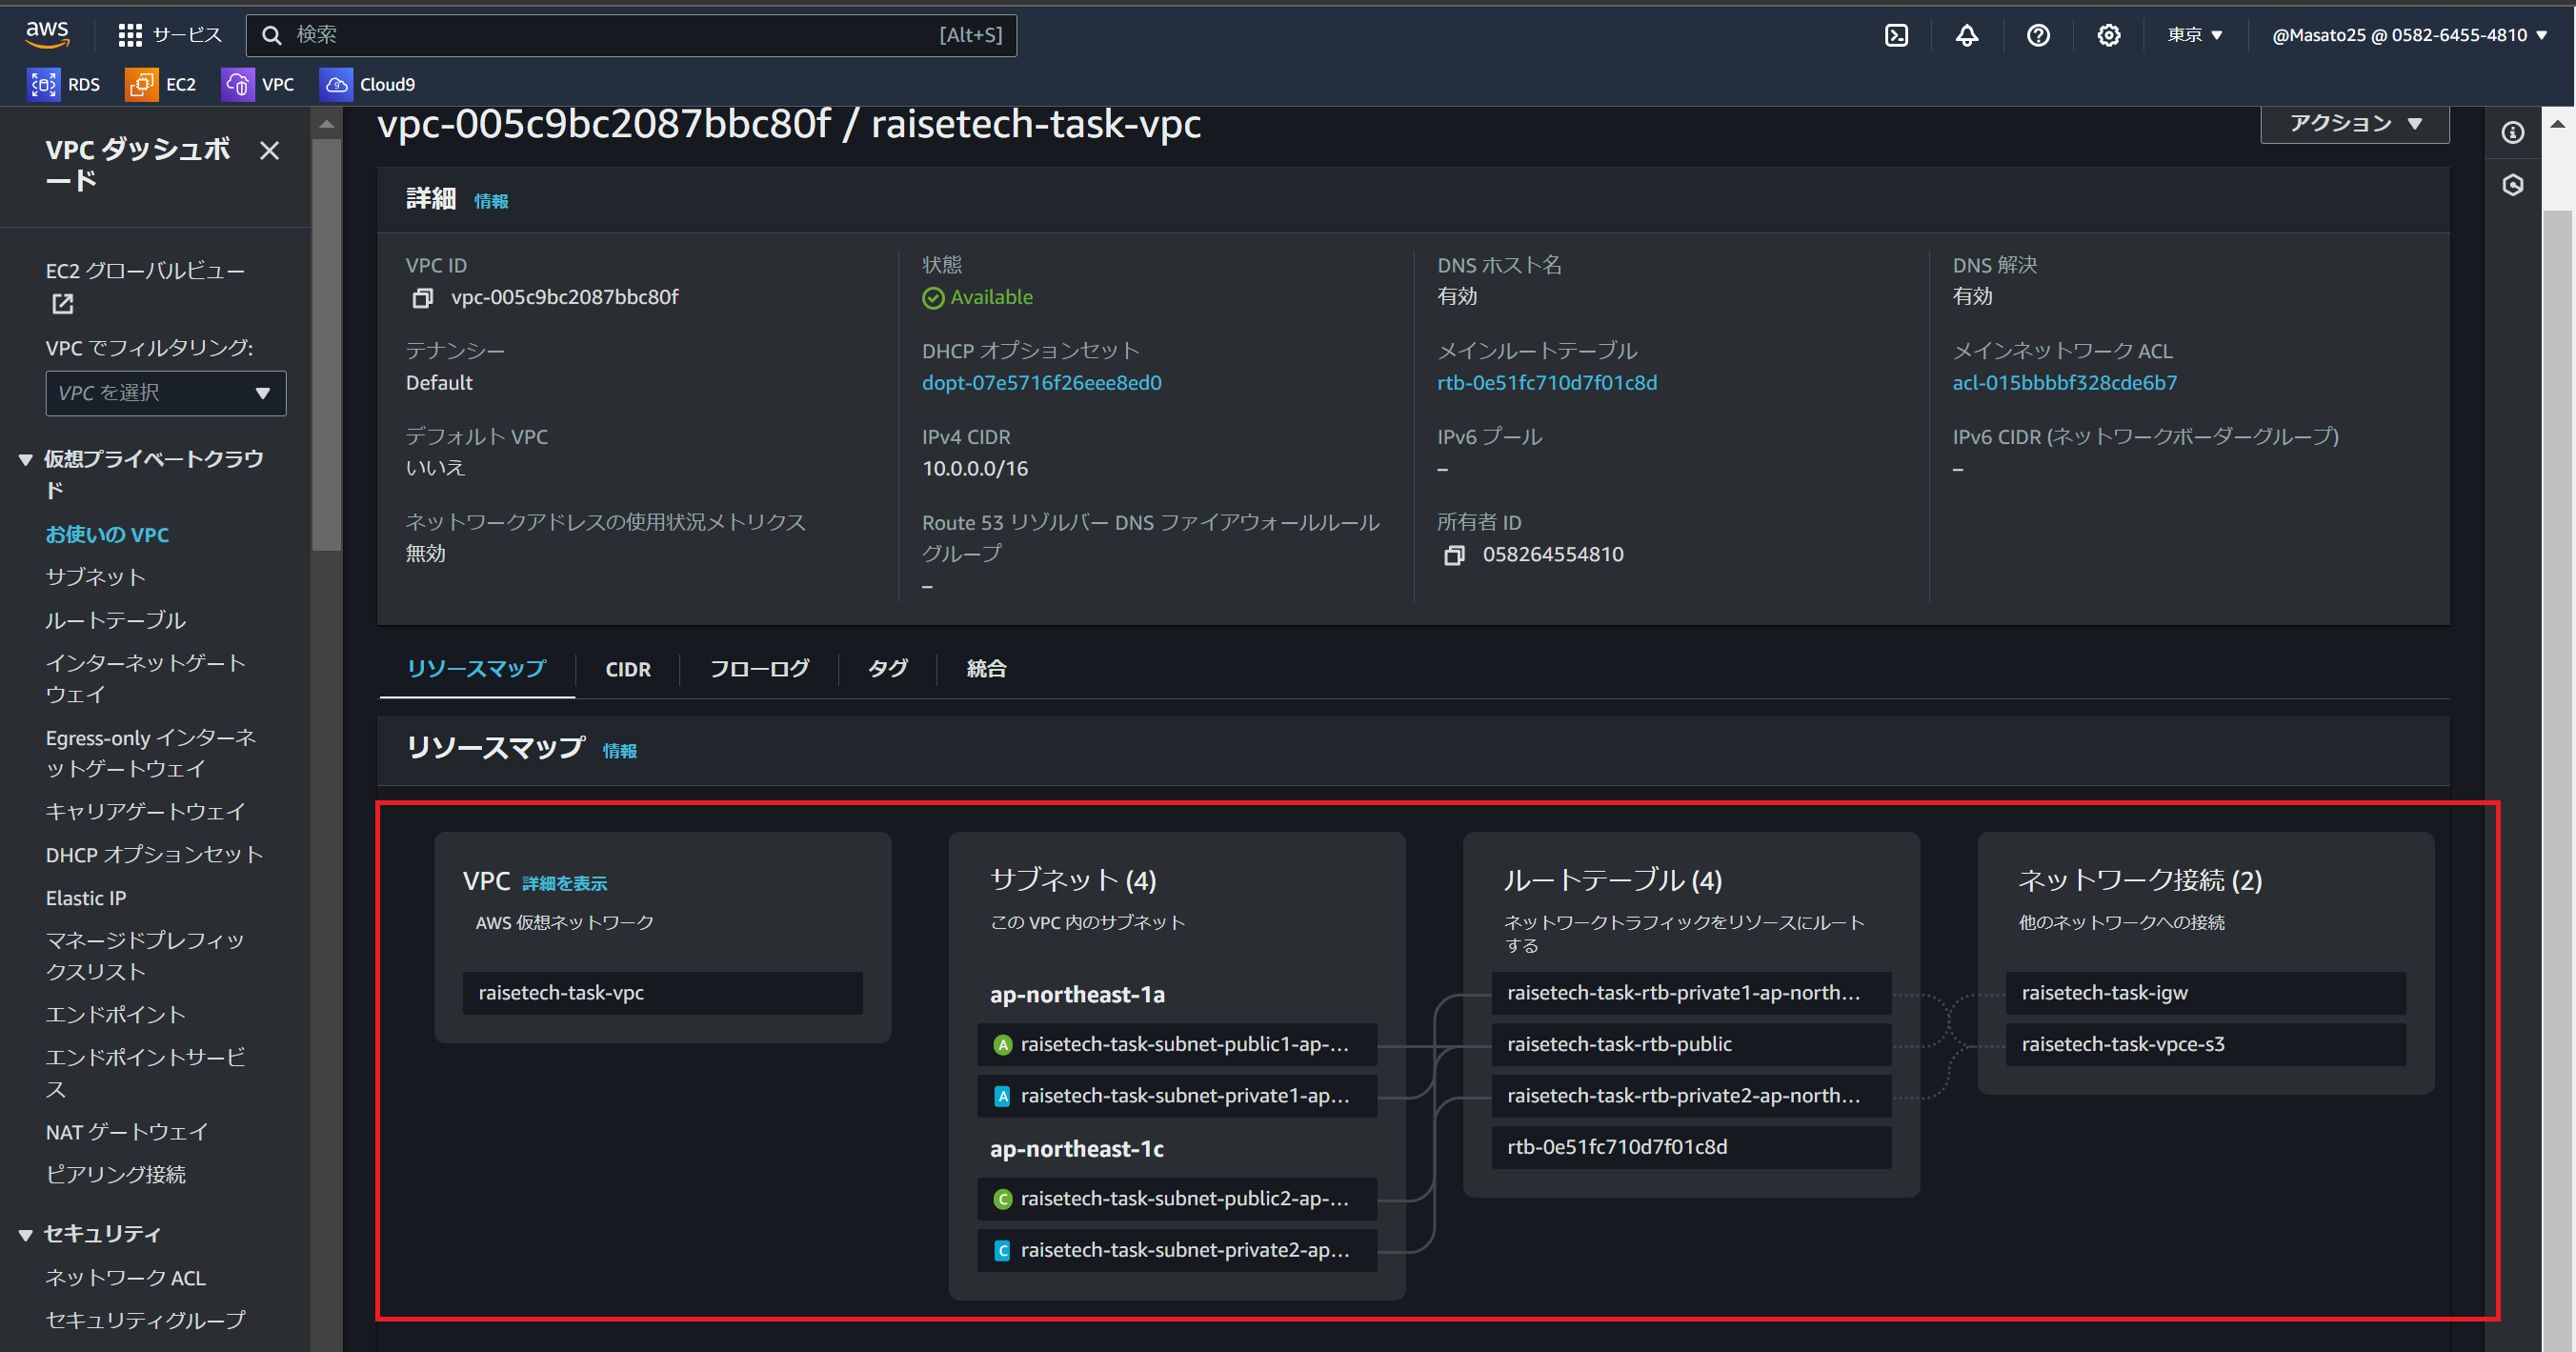 aws
サービス
検索
[Alt+S]
東京 ▼
@Masato25 @ 0582-6455-4810 ▼
RDS
EC2
VPC
Cloud9
VPC ダッシュボ
ード
EC2 グローバルビュー
VPC でフィルタリング:
VPC を選択
仮想プライベートクラウ
ド
お使いの VPC
サブネット
ルートテーブル
インターネットゲート
ウェイ
Egress-only インターネ
ットゲートウェイ
キャリアゲートウェイ
DHCP オプションセット
Elastic IP
マネージドプレフィッ
クスリスト
エンドポイント
エンドポイントサービ
ス
NAT ゲートウェイ
ピアリング接続
セキュリティ
ネットワーク ACL
セキュリティグループ
vpc-005c9bc2087bbc80f / raisetech-task-vpc
アクション ▼
詳細 情報
VPC ID
vpc-005c9bc2087bbc80f
状態
Available
DNS ホスト名
有効
DNS 解決
有効
テナンシー
Default
DHCP オプションセット
dopt-07e5716f26eee8ed0
メインルートテーブル
rtb-0e51fc710d7f01c8d
メインネットワーク ACL
acl-015bbbbf328cde6b7
デフォルト VPC
いいえ
IPv4 CIDR
10.0.0.0/16
IPv6 プール
–
IPv6 CIDR (ネットワークボーダーグループ)
–
ネットワークアドレスの使用状況メトリクス
無効
Route 53 リゾルバー DNS ファイアウォールルール
グループ
–
所有者 ID
058264554810
リソースマップ
CIDR
フローログ
タグ
統合
リソースマップ 情報
VPC 詳細を表示
AWS 仮想ネットワーク
raisetech-task-vpc
サブネット (4)
この VPC 内のサブネット
ap-northeast-1a
A raisetech-task-subnet-public1-ap-...
A raisetech-task-subnet-private1-ap...
ap-northeast-1c
C raisetech-task-subnet-public2-ap-...
C raisetech-task-subnet-private2-ap...
ルートテーブル (4)
ネットワークトラフィックをリソースにルート
する
raisetech-task-rtb-private1-ap-north...
raisetech-task-rtb-public
raisetech-task-rtb-private2-ap-north...
rtb-0e51fc710d7f01c8d
ネットワーク接続 (2)
他のネットワークへの接続
raisetech-task-igw
raisetech-task-vpce-s3